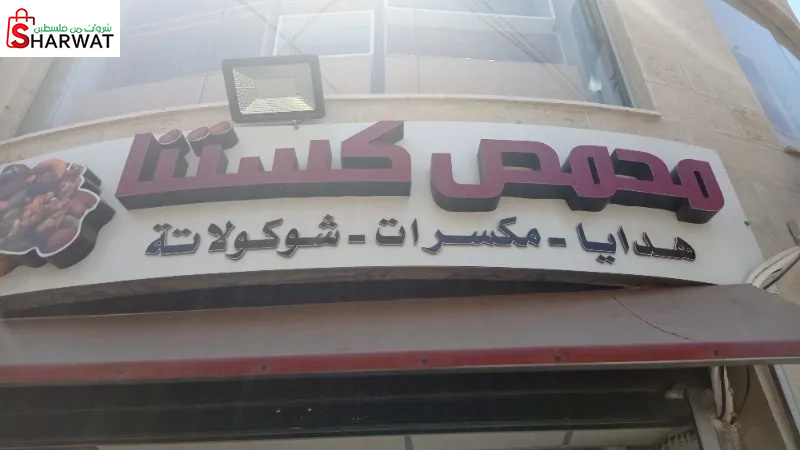 شروات من فلسطين
SHARWAT
محمص كستنا
هدايا - مكسرات - شوكولاتة